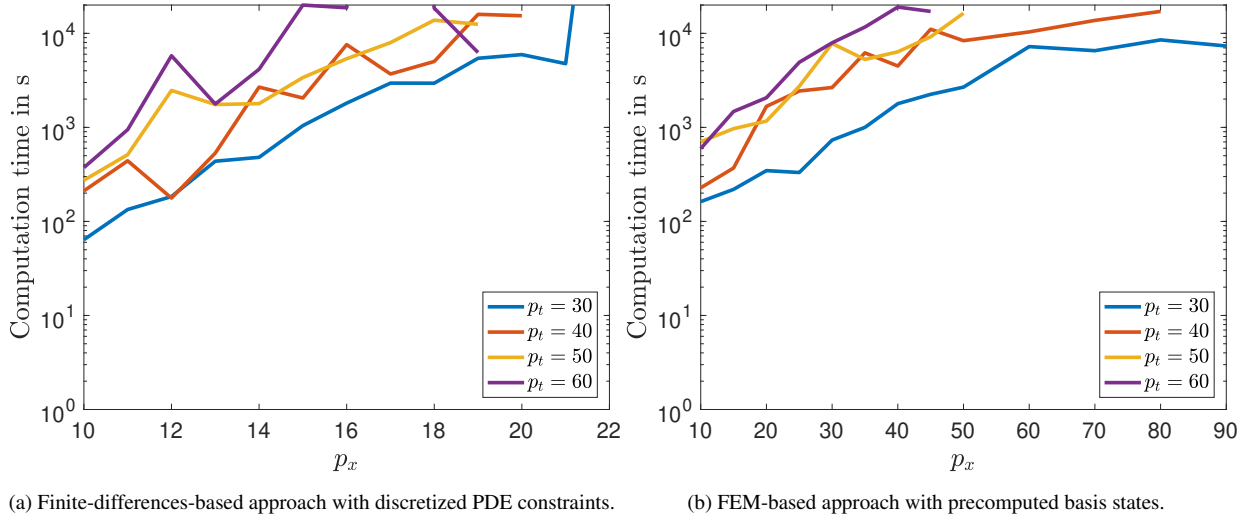 Computation time in s
10^4
10^3
10^2
10^1
10^0
10 12 14 16 18 20 22
p_x
p_t = 30
p_t = 40
p_t = 50
p_t = 60
(a) Finite-differences-based approach with discretized PDE constraints.
Computation time in s
10^4
10^3
10^2
10^1
10^0
10 20 30 40 50 60 70 80 90
p_x
p_t = 30
p_t = 40
p_t = 50
p_t = 60
(b) FEM-based approach with precomputed basis states.